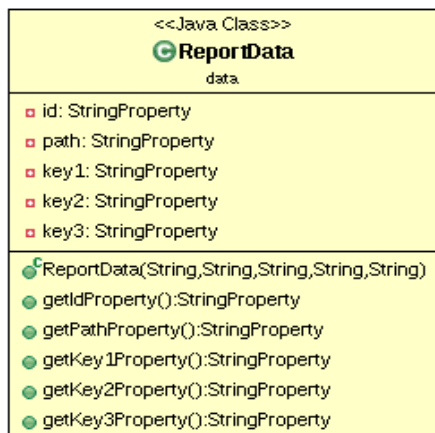 <<Java Class>>
ReportData
data
id: StringProperty
path: StringProperty
key1: StringProperty
key2: StringProperty
key3: StringProperty
ReportData(String,String,String,String,String)
getIdProperty():StringProperty
getPathProperty():StringProperty
getKey1Property():StringProperty
getKey2Property():StringProperty
getKey3Property():StringProperty